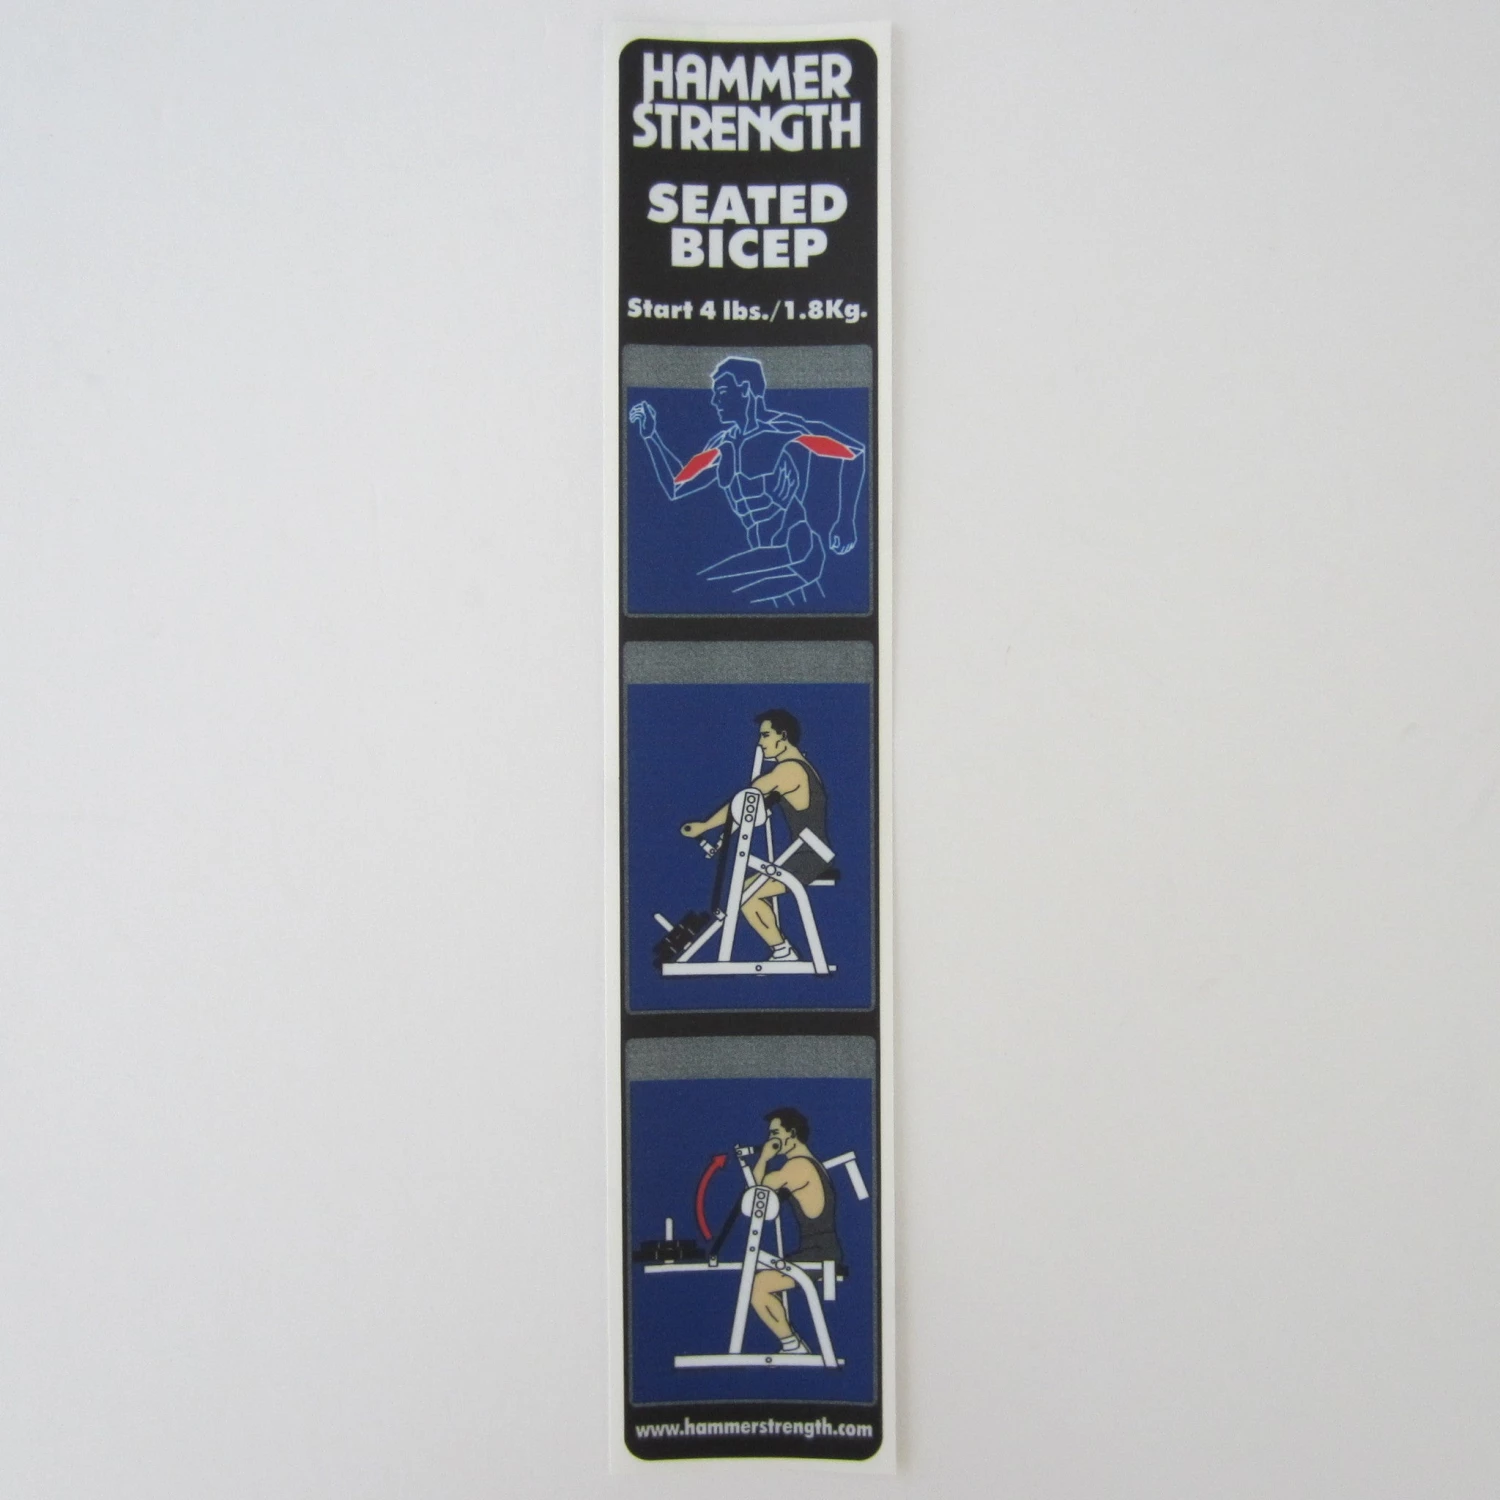 HAMMER
STRENGTH
SEATED
BICEP
Start 4 lbs./1.8Kg.
www.hammerstrength.com